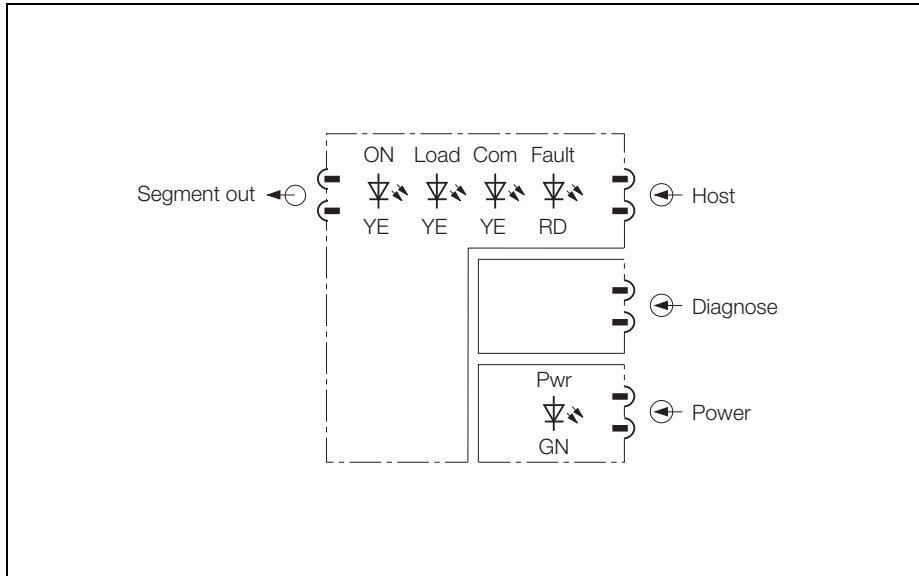 ON Load Com Fault
Segment out
Host
YE YE YE RD
Diagnose
Pwr
Power
GN